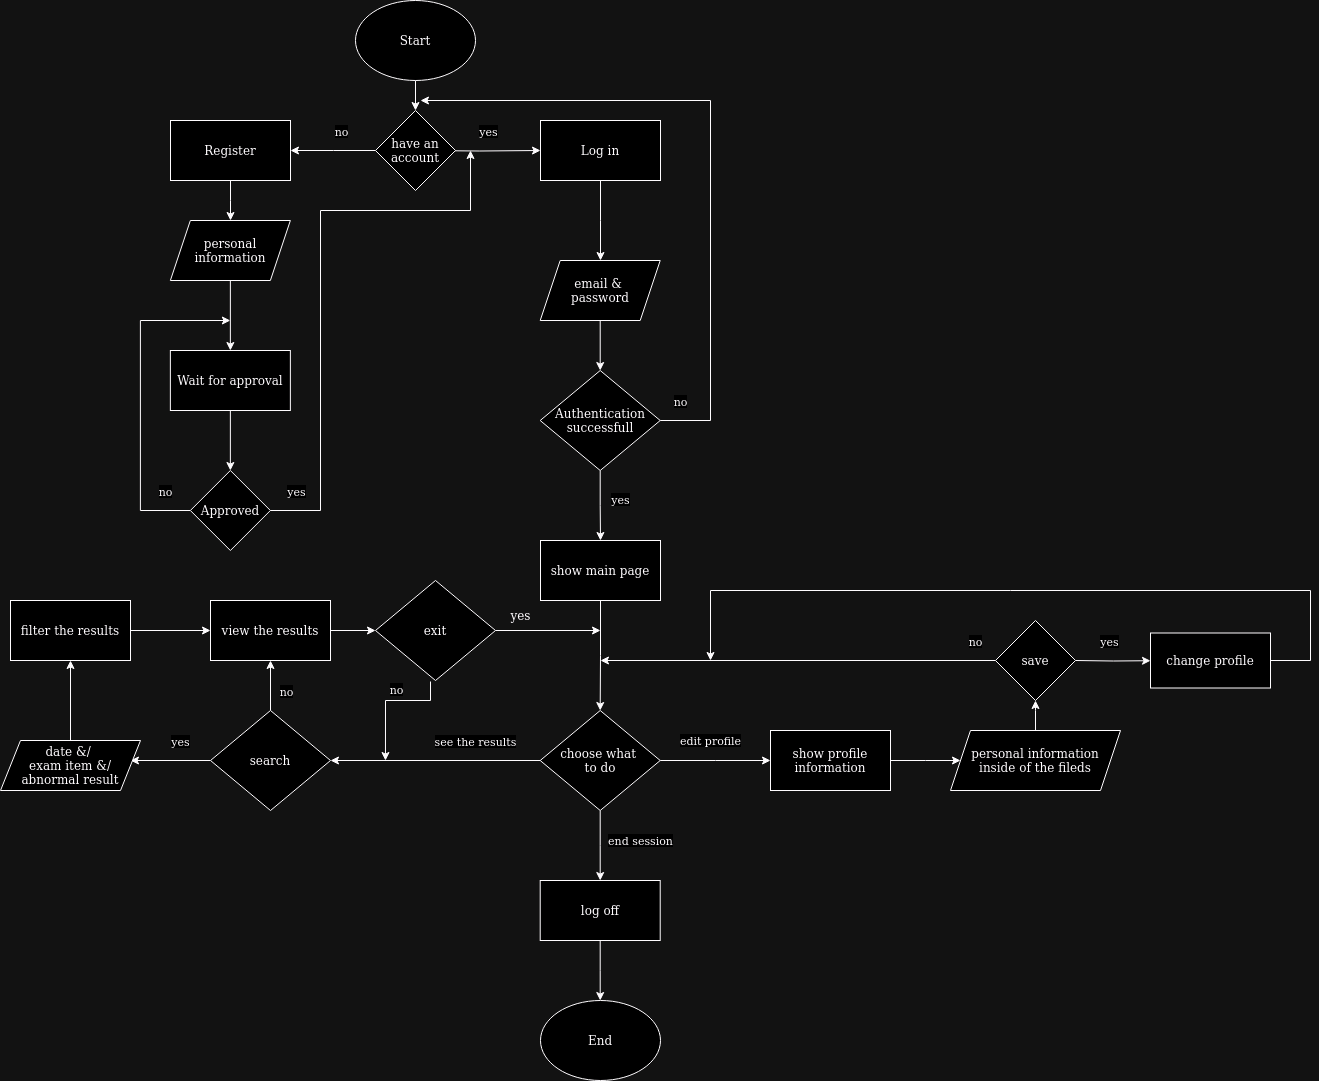 Start
no
yes
Register
have an
account
Log in
personal
information
email &
password
Wait for approval
no
Authentication
successfull
no
yes
Approved
yes
show main page
filter the results
view the results
exit
yes
no
save
yes
change profile
no
no
yes
see the results
edit profile
date &/
exam item &/
abnormal result
search
choose what
to do
show profile
information
personal information
inside of the fileds
end session
log off
End